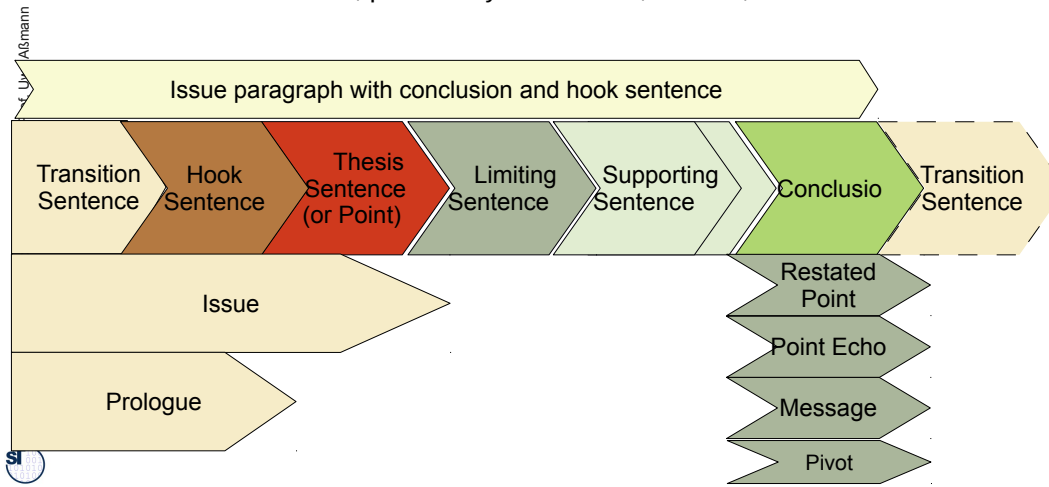 Aßmann
Issue paragraph with conclusion and hook sentence
Transition
Sentence
Hook
Sentence
Thesis
Sentence
(or Point)
Limiting
Sentence
Supporting
Sentence
Conclusio
Transition
Sentence
Issue
Prologue
Restated
Point
Point Echo
Message
Pivot